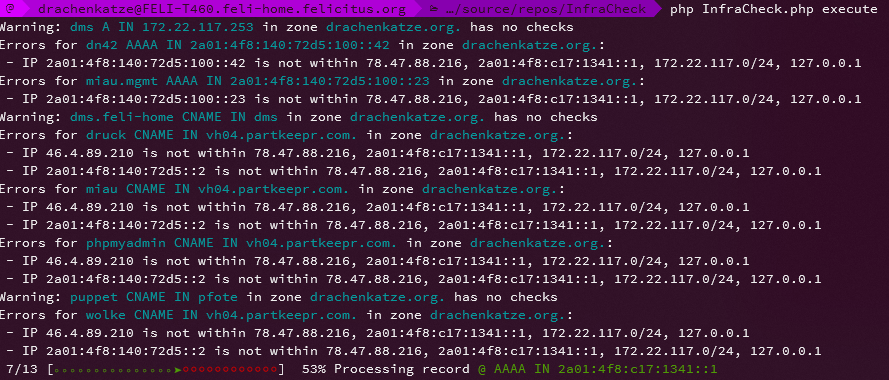 @ drachenkatze@FELI-T460.feli-home.felicitus.org …/source/repos/InfraCheck php InfraCheck.php execute
Warning: dms A IN 172.22.117.253 in zone drachenkatze.org. has no checks
Errors for dn42 AAAA IN 2a01:4f8:140:72d5:100::42 in zone drachenkatze.org.:
- IP 2a01:4f8:140:72d5:100::42 is not within 78.47.88.216, 2a01:4f8:c17:1341::1, 172.22.117.0/24, 127.0.0.1
Errors for miau.mgmt AAAA IN 2a01:4f8:140:72d5:100::23 in zone drachenkatze.org.:
- IP 2a01:4f8:140:72d5:100::23 is not within 78.47.88.216, 2a01:4f8:c17:1341::1, 172.22.117.0/24, 127.0.0.1
Warning: dms.feli-home CNAME IN dms in zone drachenkatze.org. has no checks
Errors for druck CNAME IN vh04.partkeepr.com. in zone drachenkatze.org.:
- IP 46.4.89.210 is not within 78.47.88.216, 2a01:4f8:c17:1341::1, 172.22.117.0/24, 127.0.0.1
- IP 2a01:4f8:140:72d5::2 is not within 78.47.88.216, 2a01:4f8:c17:1341::1, 172.22.117.0/24, 127.0.0.1
Errors for miau CNAME IN vh04.partkeepr.com. in zone drachenkatze.org.:
- IP 46.4.89.210 is not within 78.47.88.216, 2a01:4f8:c17:1341::1, 172.22.117.0/24, 127.0.0.1
- IP 2a01:4f8:140:72d5::2 is not within 78.47.88.216, 2a01:4f8:c17:1341::1, 172.22.117.0/24, 127.0.0.1
Errors for phpmyadmin CNAME IN vh04.partkeepr.com. in zone drachenkatze.org.:
- IP 46.4.89.210 is not within 78.47.88.216, 2a01:4f8:c17:1341::1, 172.22.117.0/24, 127.0.0.1
- IP 2a01:4f8:140:72d5::2 is not within 78.47.88.216, 2a01:4f8:c17:1341::1, 172.22.117.0/24, 127.0.0.1
Warning: puppet CNAME IN pfote in zone drachenkatze.org. has no checks
Errors for wolke CNAME IN vh04.partkeepr.com. in zone drachenkatze.org.:
- IP 46.4.89.210 is not within 78.47.88.216, 2a01:4f8:c17:1341::1, 172.22.117.0/24, 127.0.0.1
- IP 2a01:4f8:140:72d5::2 is not within 78.47.88.216, 2a01:4f8:c17:1341::1, 172.22.117.0/24, 127.0.0.1
7/13 [◦◦◦◦◦◦◦◦◦◦◦◦◦◦◦➤◦◦◦◦◦◦◦◦◦◦◦◦] 53% Processing record @ AAAA IN 2a01:4f8:c17:1341::1